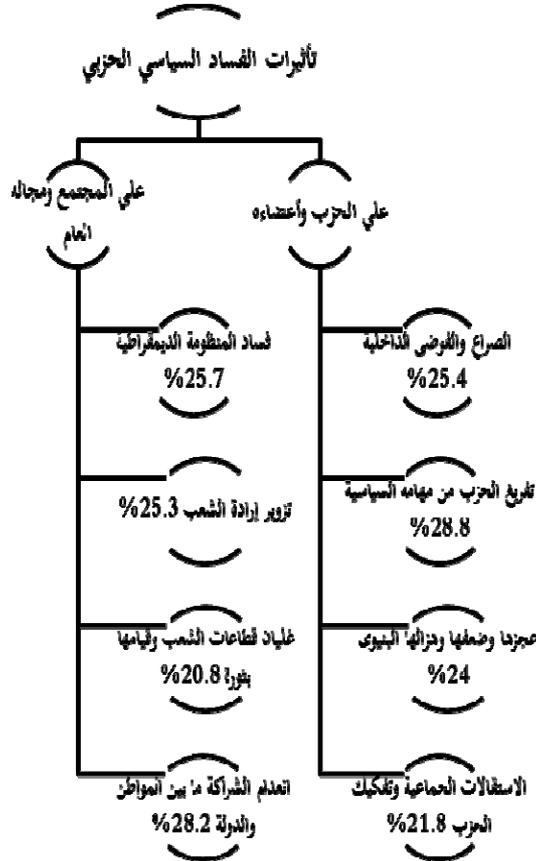 تأثيرات الفساد السياسي الحزبي
علي الحزب وأعضاءه
علي المجتمع ومجاله
العام
الصراع والفوضى الداخلية
%25.4
تفريغ الحزب من مهامه السياسية
%28.8
عجزها وضعفها وهزالها البنيوى
%24
الاستقالات الجماعية وتفكيك
الحزب 21.8%
فساد المنظومة الديمقراطية
%25.7
تزوير إرادة الشعب 25.3%
غليان قطاعات الشعب وقيامها
بثورة 20.8%
انعدام الشراكة ما بين المواطن
والدولة 28.2%